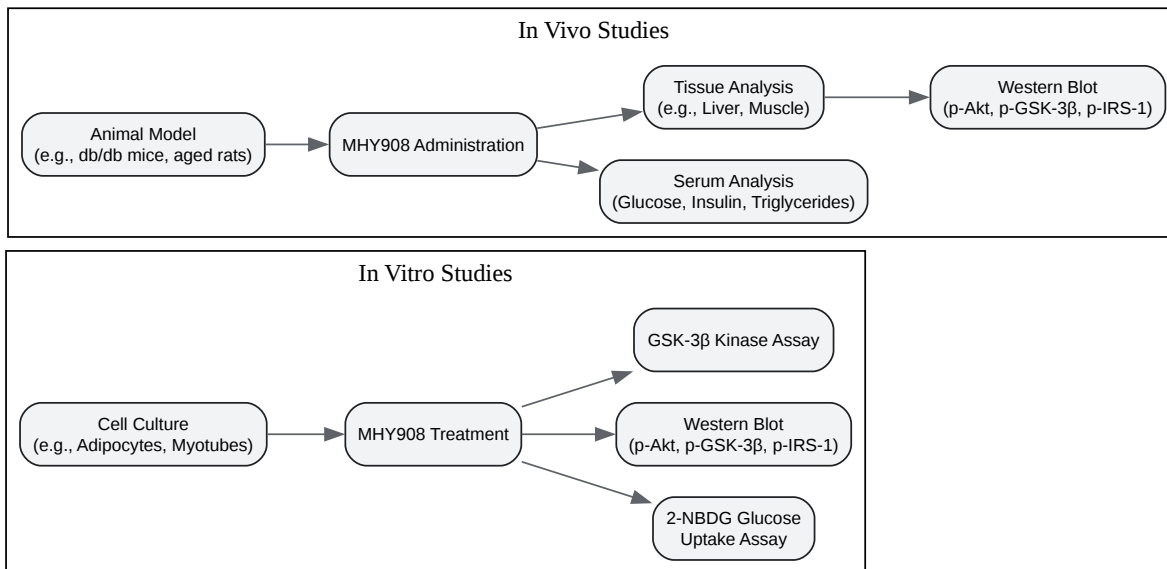 In Vivo Studies
Animal Model
(e.g., db/db mice, aged rats)
MHY908 Administration
Tissue Analysis
(e.g., Liver, Muscle)
Western Blot
(p-Akt, p-GSK-3β, p-IRS-1)
Serum Analysis
(Glucose, Insulin, Triglycerides)
In Vitro Studies
Cell Culture
(e.g., Adipocytes, Myotubes)
MHY908 Treatment
GSK-3β Kinase Assay
Western Blot
(p-Akt, p-GSK-3β, p-IRS-1)
2-NBDG Glucose
Uptake Assay